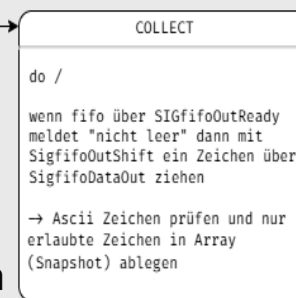 COLLECT
do /
wenn fifo über SIGfifoOutReady
meldet "nicht leer" dann mit
SigfifoOutShift ein Zeichen über
SigfifoDataOut ziehen
→ Ascii Zeichen prüfen und nur
erlaubte Zeichen in Array
(Snapshot) ablegen